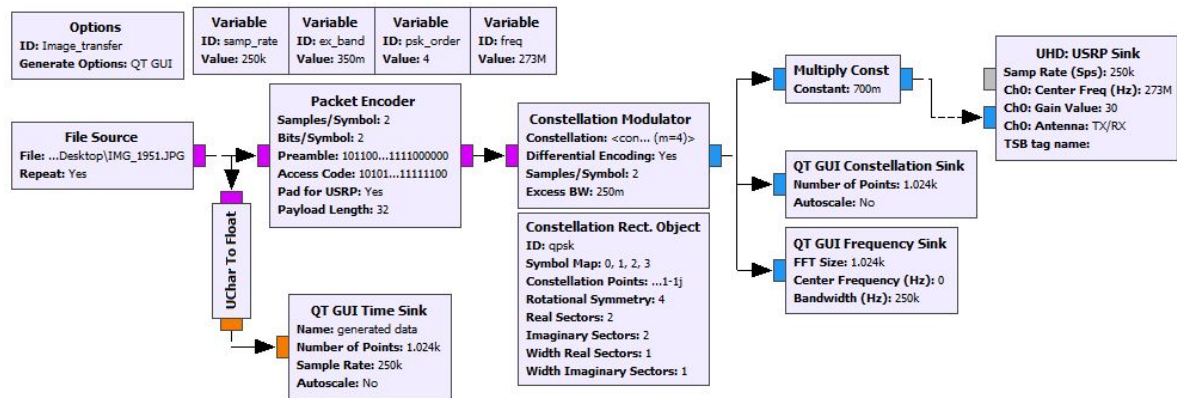 Options
ID: Image_transfer
Generate Options: QT GUI
Variable
ID: samp_rate
Value: 250k
Variable
ID: ex_band
Value: 350m
Variable
ID: psk_order
Value: 4
Variable
ID: freq
Value: 273M
File Source
File: ...Desktop\IMG_1951.JPG
Repeat: Yes
Packet Encoder
Samples/Symbol: 2
Bits/Symbol: 2
Preamble: 101100...1111000000
Access Code: 10101...11111100
Pad for USRP: Yes
Payload Length: 32
Constellation Modulator
Constellation: <con... (m=4)>
Differential Encoding: Yes
Samples/Symbol: 2
Excess BW: 250m
Multiply Const
Constant: 700m
UHD: USRP Sink
Samp Rate (Sps): 250k
Ch0: Center Freq (Hz): 273M
Ch0: Gain Value: 30
Ch0: Antenna: TX/RX
TSB tag name:
QT GUI Constellation Sink
Number of Points: 1.024k
Autoscale: No
UChar To Float
Constellation Rect. Object
ID: qpsk
Symbol Map: 0, 1, 2, 3
Constellation Points: ...1-1j
Rotational Symmetry: 4
Real Sectors: 2
Imaginary Sectors: 2
Width Real Sectors: 1
Width Imaginary Sectors: 1
QT GUI Frequency Sink
FFT Size: 1.024k
Center Frequency (Hz): 0
Bandwidth (Hz): 250k
QT GUI Time Sink
Name: generated data
Number of Points: 1.024k
Sample Rate: 250k
Autoscale: No